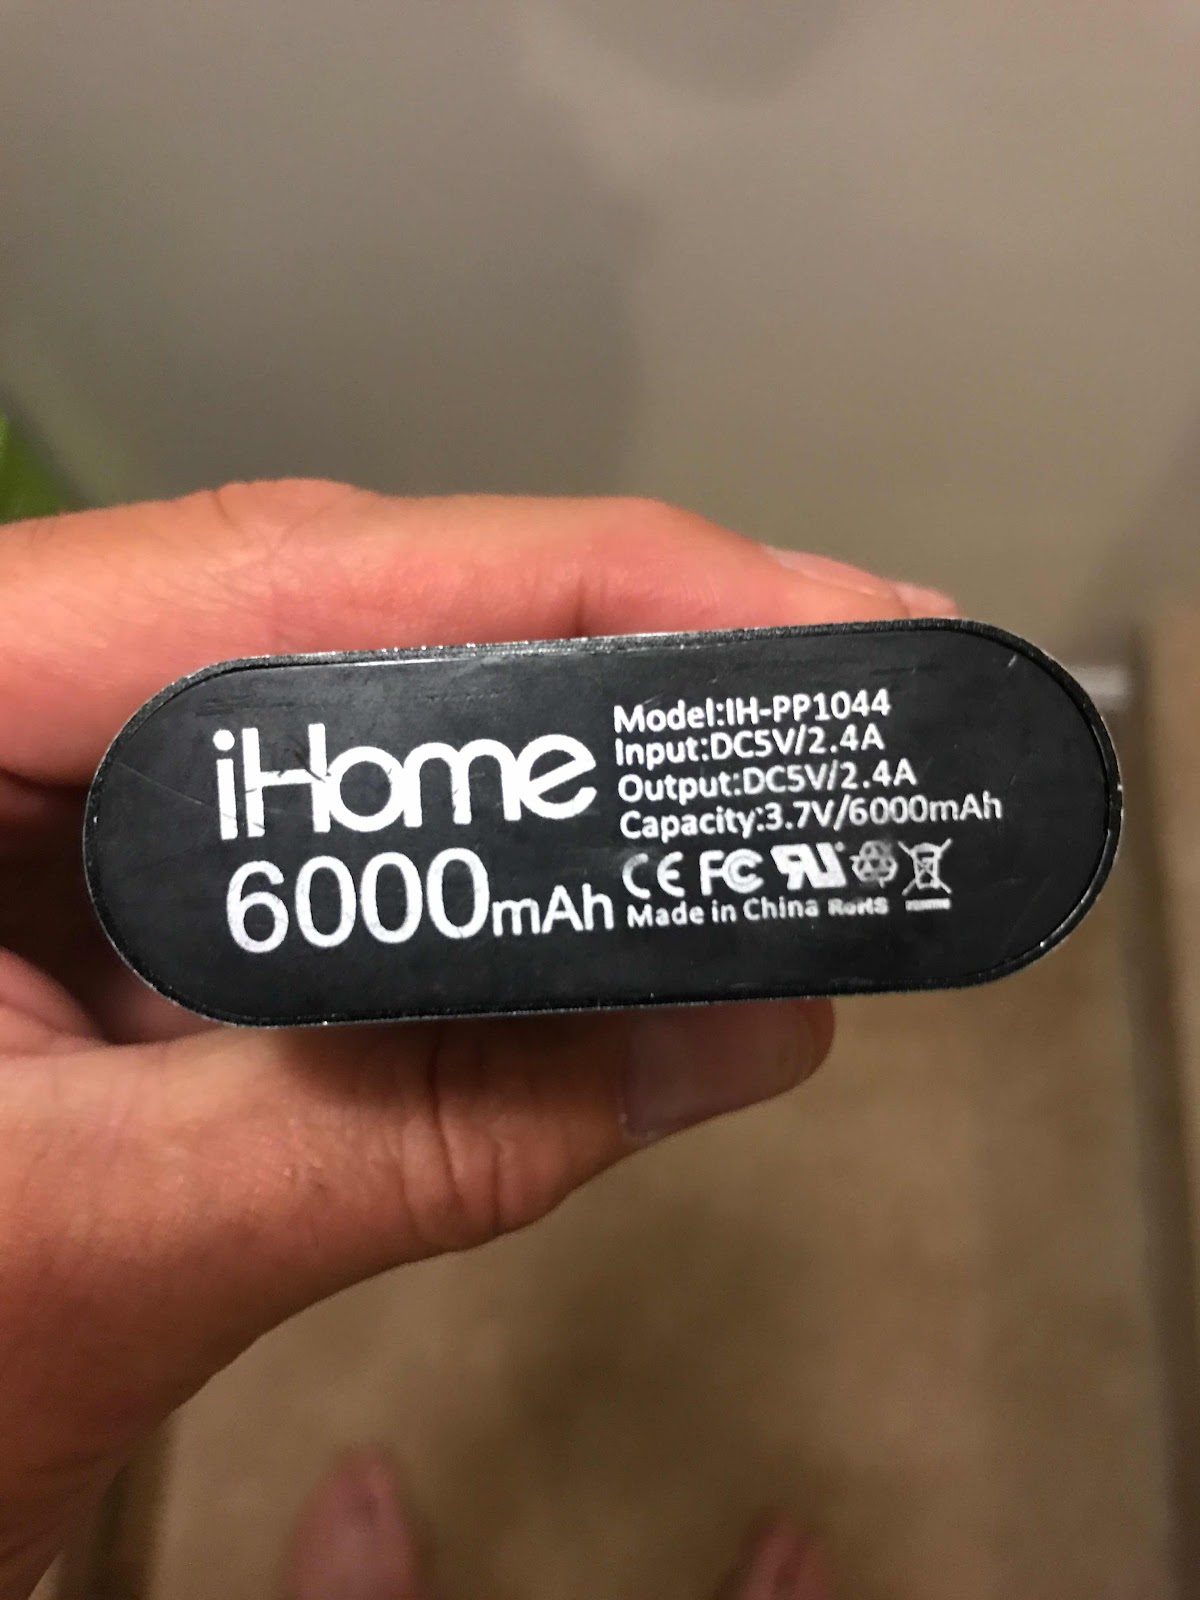 iHome
6000mAh
Model:IH-PP1044
Input:DC5V/2.4A
Output:DC5V/2.4A
Capacity:3.7V/6000mAh
CE FC RU
Made in China RoHS